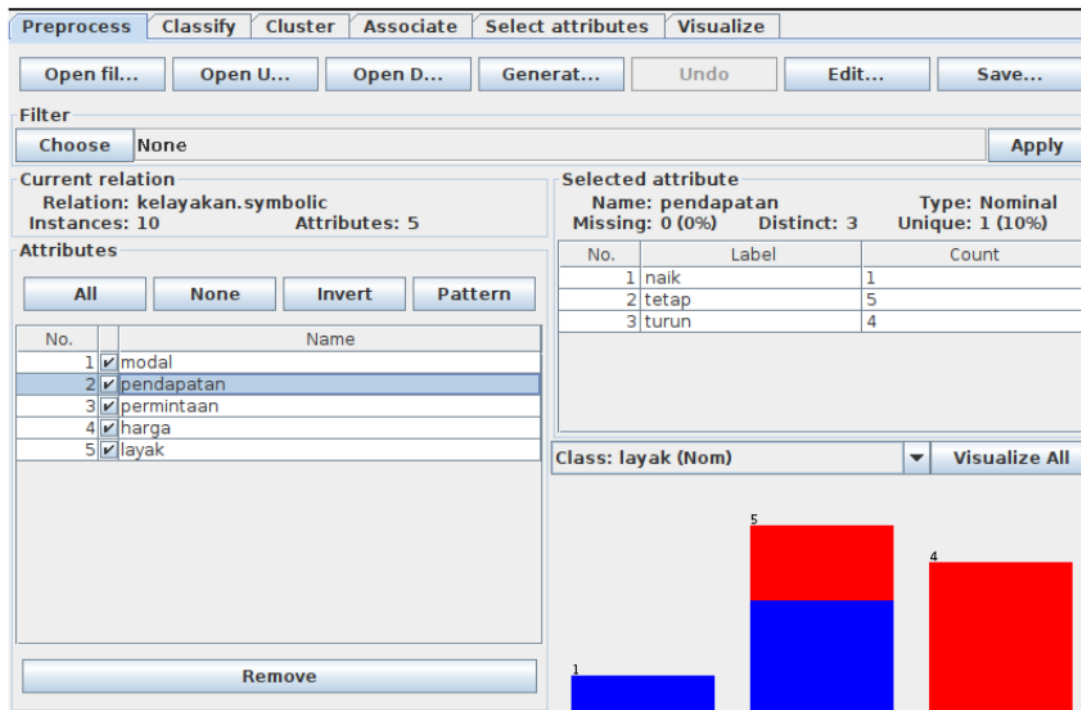 Preprocess Classify Cluster Associate Select attributes Visualize
Open fil... Open U... Open D... Generat... Undo Edit... Save...
Filter
Choose None Apply
Current relation
Relation: kelayakan.symbolic
Instances: 10 Attributes: 5
Attributes
All None Invert Pattern
No. Name
1 modal
2 pendapatan
3 permintaan
4 harga
5 layak
Remove
Selected attribute
Name: pendapatan Type: Nominal
Missing: 0 (0%) Distinct: 3 Unique: 1 (10%)
No. Label Count
1 naik 1
2 tetap 5
3 turun 4
Class: layak (Nom) Visualize All
1 5 4